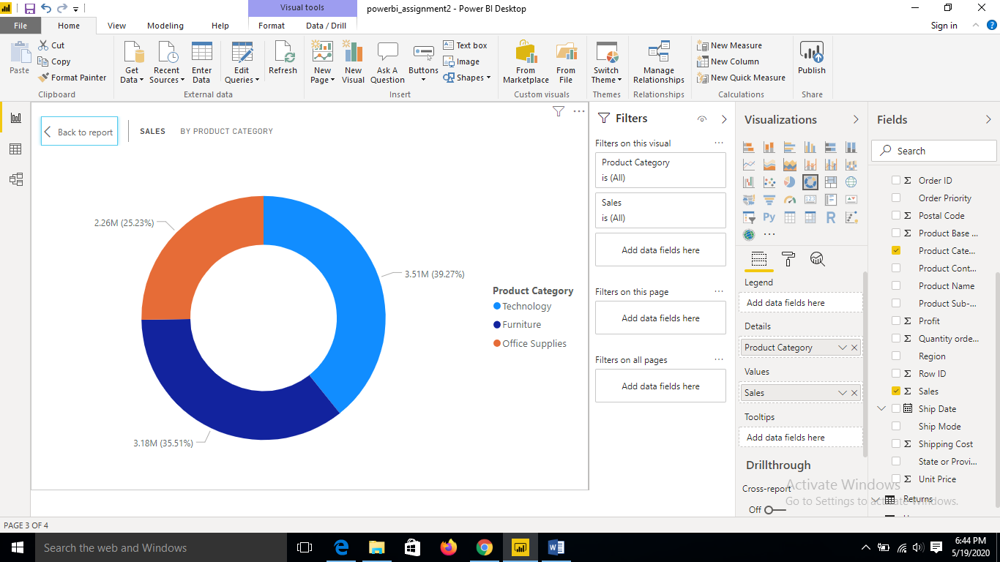 Visual tools
powerbi_assignment2 - Power BI Desktop
File Home View Modeling Help Format Data / Drill Sign in
Paste
Cut
Copy
Format Painter
Clipboard
Get Data
Recent Sources
Enter Data
Edit Queries
Refresh
External data
New Page
New Visual
Ask A Question
Buttons
Text box
Image
Shapes
Insert
From Marketplace
From File
Custom visuals
Switch Theme
Themes
Manage Relationships
Relationships
New Measure
New Column
New Quick Measure
Calculations
Publish
Share
Back to report
SALES BY PRODUCT CATEGORY
2.26M (25.23%)
3.51M (39.27%)
3.18M (35.51%)
Product Category
Technology
Furniture
Office Supplies
Filters
Filters on this visual ...
Product Category
is (All)
Sales
is (All)
Add data fields here
Filters on this page ...
Add data fields here
Filters on all pages ...
Add data fields here
Visualizations
Py
R
123
...
Legend
Add data fields here
Details
Product Category
Values
Sales
Tooltips
Add data fields here
Drillthrough
Cross-report
Off
Fields
Search
Σ Order ID
Order Priority
Σ Postal Code
Σ Product Base ...
Product Cate...
Product Cont...
Product Name
Product Sub-...
Σ Profit
Σ Quantity orde...
Region
Σ Row ID
Σ Sales
Ship Date
Ship Mode
Σ Shipping Cost
State or Provi...
Σ Unit Price
Returns
Activate Windows
Go to Settings to activate Windows.
PAGE 3 OF 4
Search the web and Windows
6:44 PM
5/19/2020